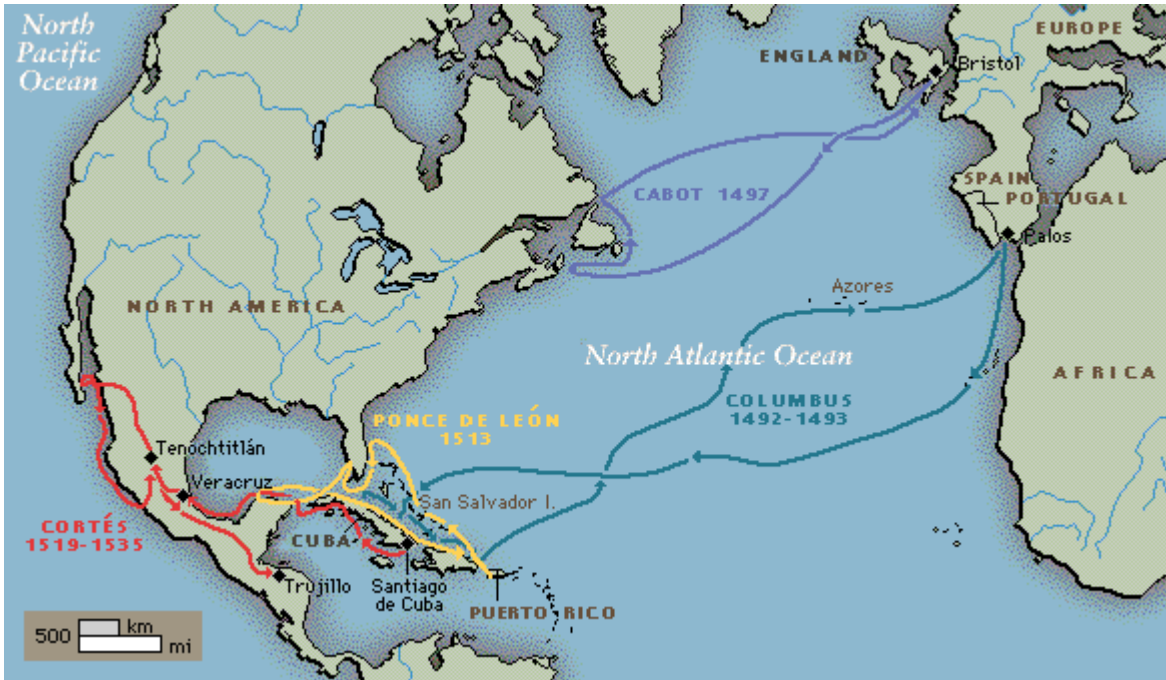 North
Pacific
Ocean
EUROPE
ENGLAND
Bristol
CABOT 1497
SPAIN
PORTUGAL
Palos
Azores
NORTH AMERICA
North Atlantic Ocean
AFRICA
COLUMBUS
1492-1493
PONCE DE LEÓN
1513
Tenochtitlán
Veracruz
San Salvador I.
CORTÉS
1519-1535
CUBA
Trujillo
Santiago
de Cuba
PUERTO RICO
500 km
mi